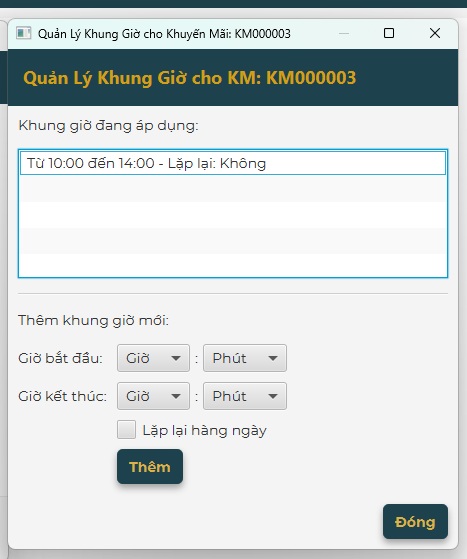 Quản Lý Khung Giờ cho Khuyến Mãi: KM000003
Quản Lý Khung Giờ cho KM: KM000003
Khung giờ đang áp dụng:
Từ 10:00 đến 14:00 - Lặp lại: Không
Thêm khung giờ mới:
Giờ bắt đầu: Giờ : Phút
Giờ kết thúc: Giờ : Phút
Lặp lại hàng ngày
Thêm
Đóng